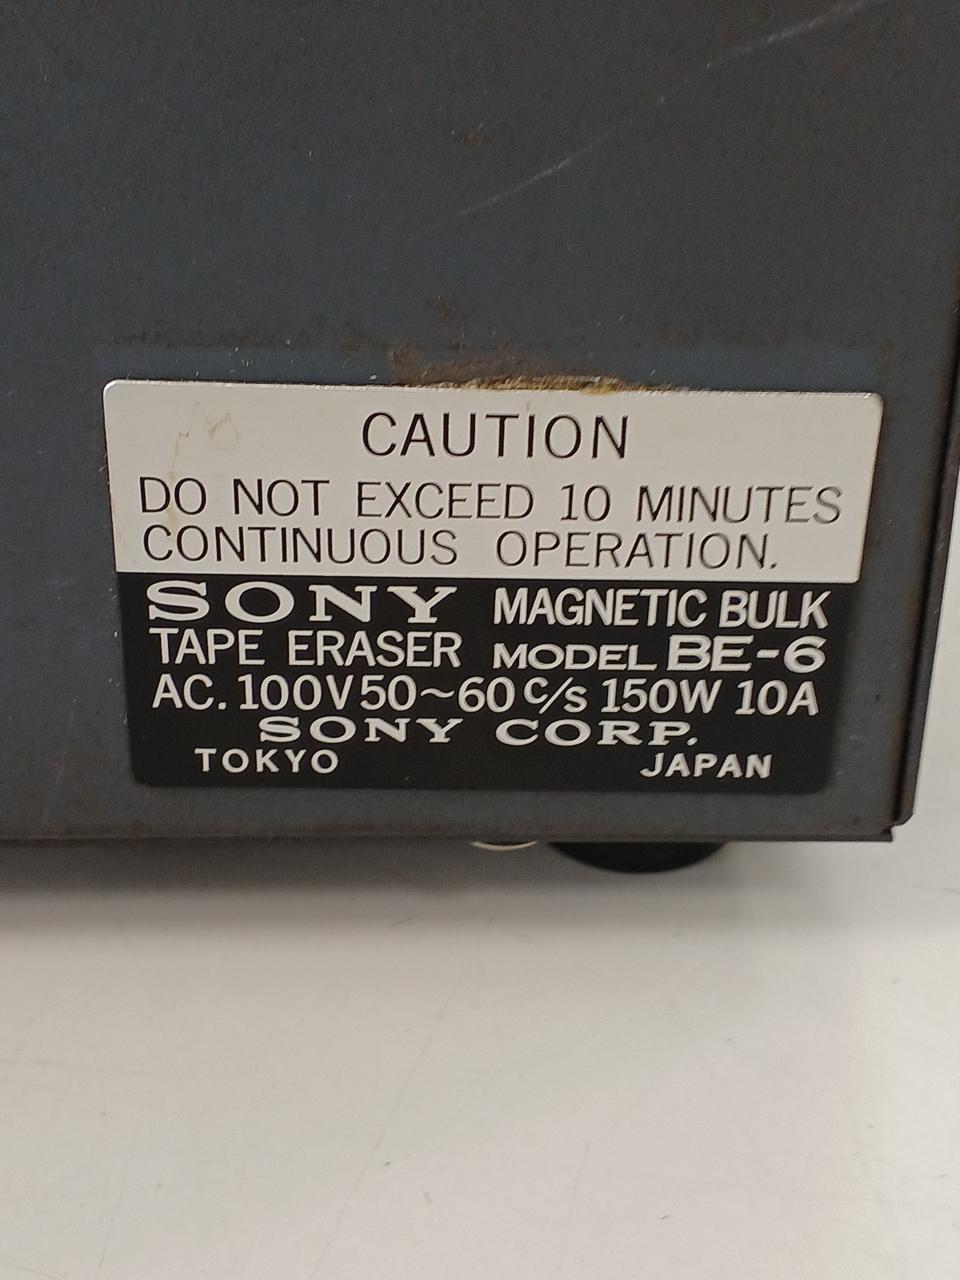 CAUTION
DO NOT EXCEED 10 MINUTES
CONTINUOUS OPERATION.
SONY MAGNETIC BULK
TAPE ERASER MODEL BE-6
AC. 100V 50~60 c/s 150W 10A
SONY CORP.
TOKYO JAPAN